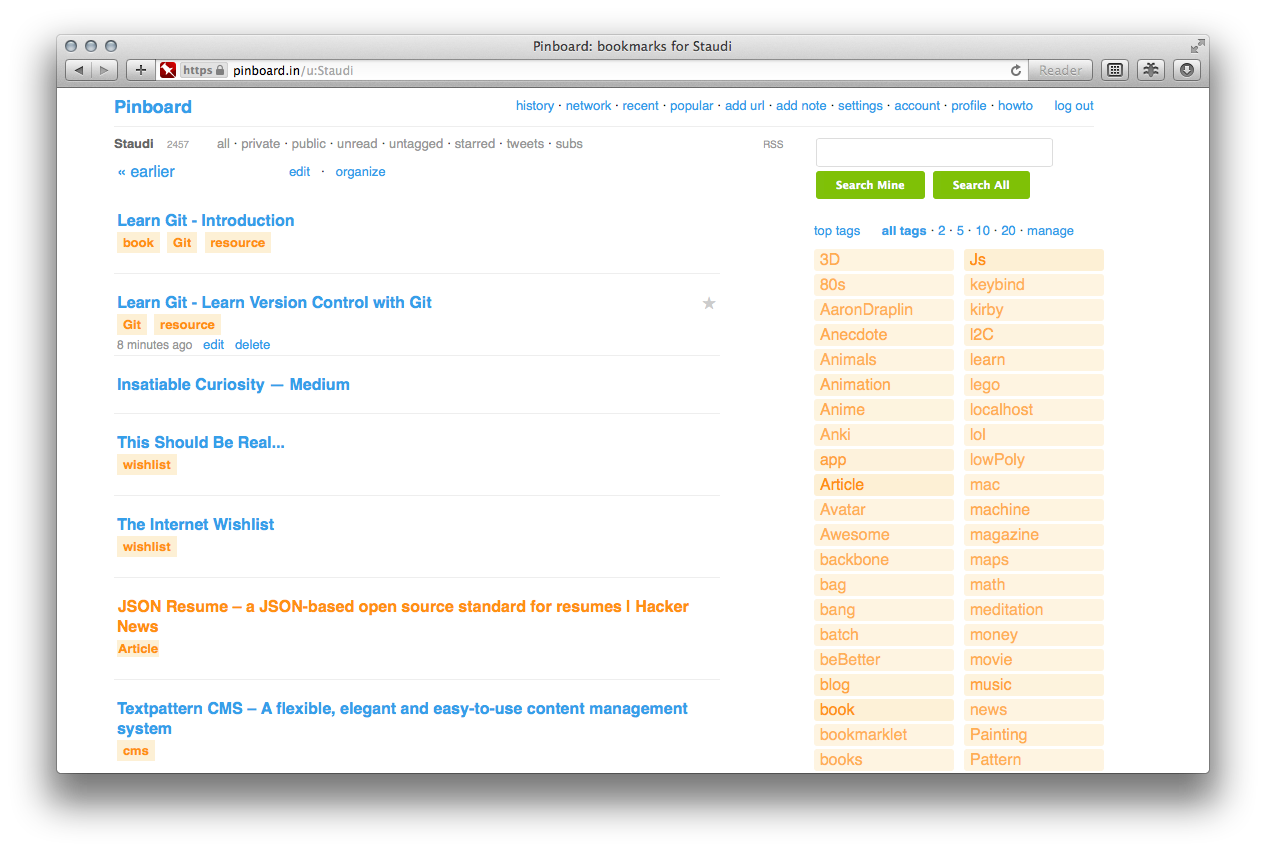 Pinboard: bookmarks for Staudi
https pinboard.in/u:Staudi Reader
Pinboard history · network · recent · popular · add url · add note · settings · account · profile · howto log out
Staudi 2457 all · private · public · unread · untagged · starred · tweets · subs RSS
« earlier edit · organize
Learn Git - Introduction
book Git resource
Learn Git - Learn Version Control with Git
Git resource
8 minutes ago edit delete
Insatiable Curiosity — Medium
This Should Be Real...
wishlist
The Internet Wishlist
wishlist
JSON Resume – a JSON-based open source standard for resumes | Hacker
News
Article
Textpattern CMS – A flexible, elegant and easy-to-use content management
system
cms
Search Mine Search All
top tags all tags · 2 · 5 · 10 · 20 · manage
3D
80s
AaronDraplin
Anecdote
Animals
Animation
Anime
Anki
app
Article
Avatar
Awesome
backbone
bag
bang
batch
beBetter
blog
book
bookmarklet
books
Js
keybind
kirby
l2C
learn
lego
localhost
lol
lowPoly
mac
machine
magazine
maps
math
meditation
money
movie
music
news
Painting
Pattern